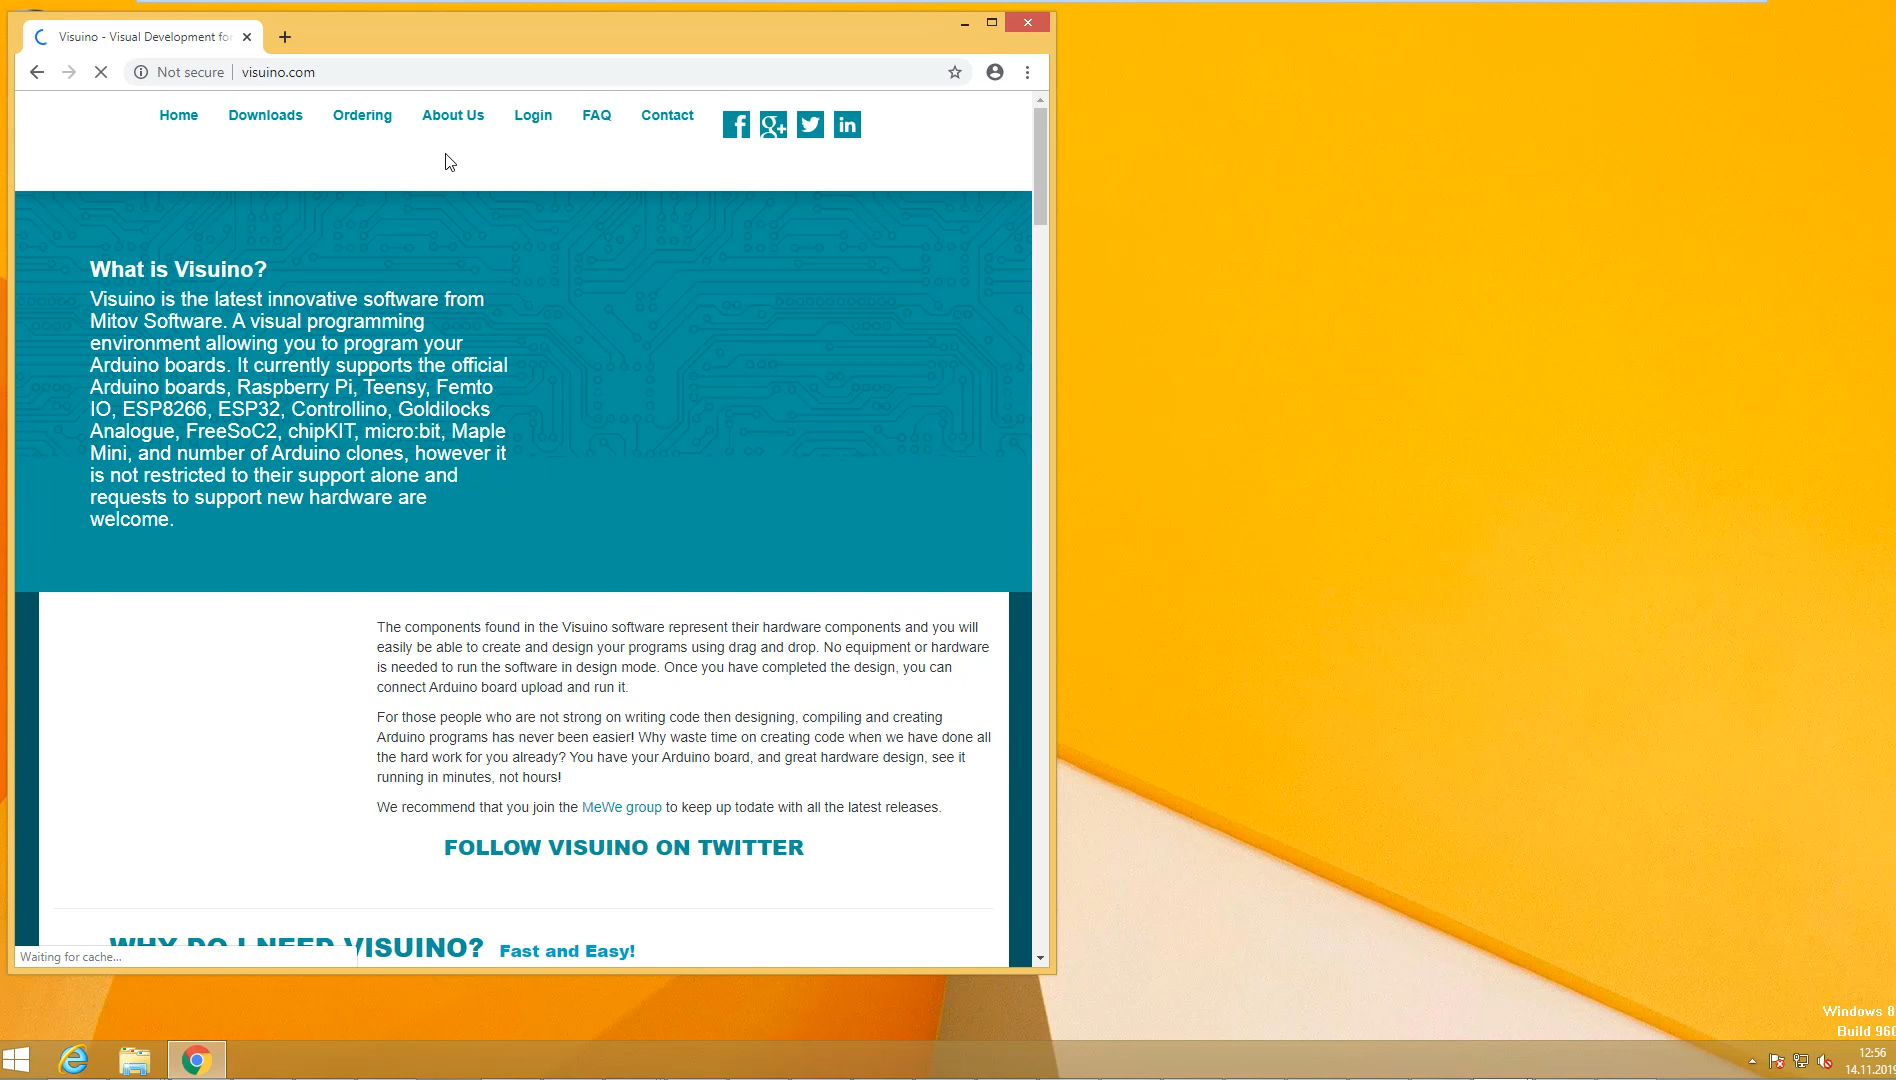 Visuino - Visual Development for
Not secure
visuino.com
Home
Downloads
Ordering
About Us
Login
FAQ
Contact
What is Visuino?
Visuino is the latest innovative software from
Mitov Software. A visual programming
environment allowing you to program your
Arduino boards. It currently supports the official
Arduino boards, Raspberry Pi, Teensy, Femto
IO, ESP8266, ESP32, Controllino, Goldilocks
Analogue, FreeSoC2, chipKIT, micro:bit, Maple
Mini, and number of Arduino clones, however it
is not restricted to their support alone and
requests to support new hardware are
welcome.
The components found in the Visuino software represent their hardware components and you will
easily be able to create and design your programs using drag and drop. No equipment or hardware
is needed to run the software in design mode. Once you have completed the design, you can
connect Arduino board upload and run it.
For those people who are not strong on writing code then designing, compiling and creating
Arduino programs has never been easier! Why waste time on creating code when we have done all
the hard work for you already? You have your Arduino board, and great hardware design, see it
running in minutes, not hours!
We recommend that you join the MeWe group to keep up todate with all the latest releases.
FOLLOW VISUINO ON TWITTER
WHY DO I NEED VISUINO? Fast and Easy!
Waiting for cache...
Windows 8
Build 960
12:56
14.11.2019